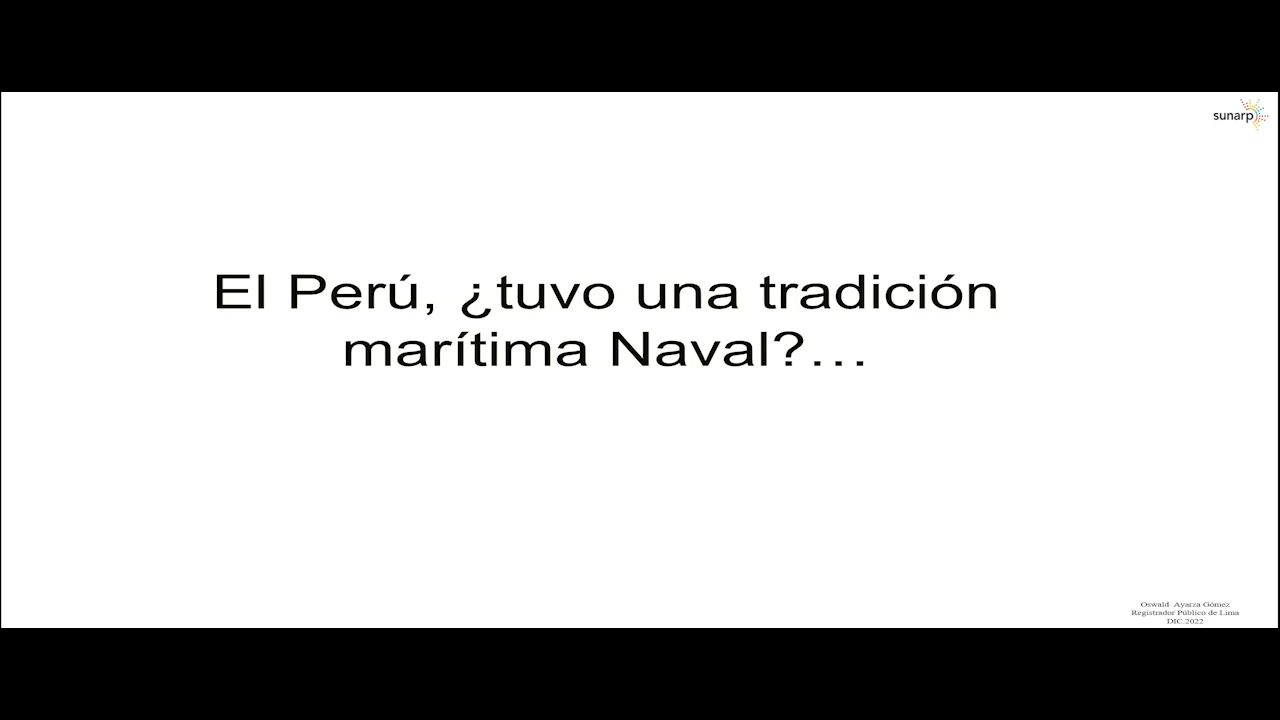 sunarp
El Perú, ¿tuvo una tradición
marítima Naval?...
Oswald Ayarza Gómez
Registrador Público de Lima
DIC.2022